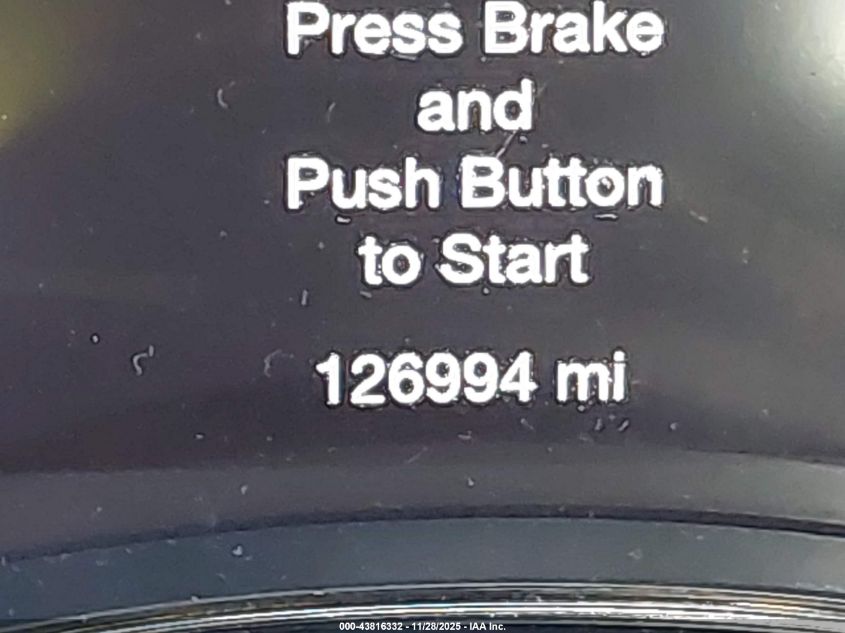 Press Brake
and
Push Button
to Start
126994 mi
000-43816332 - 11/28/2025 - IAA Inc.